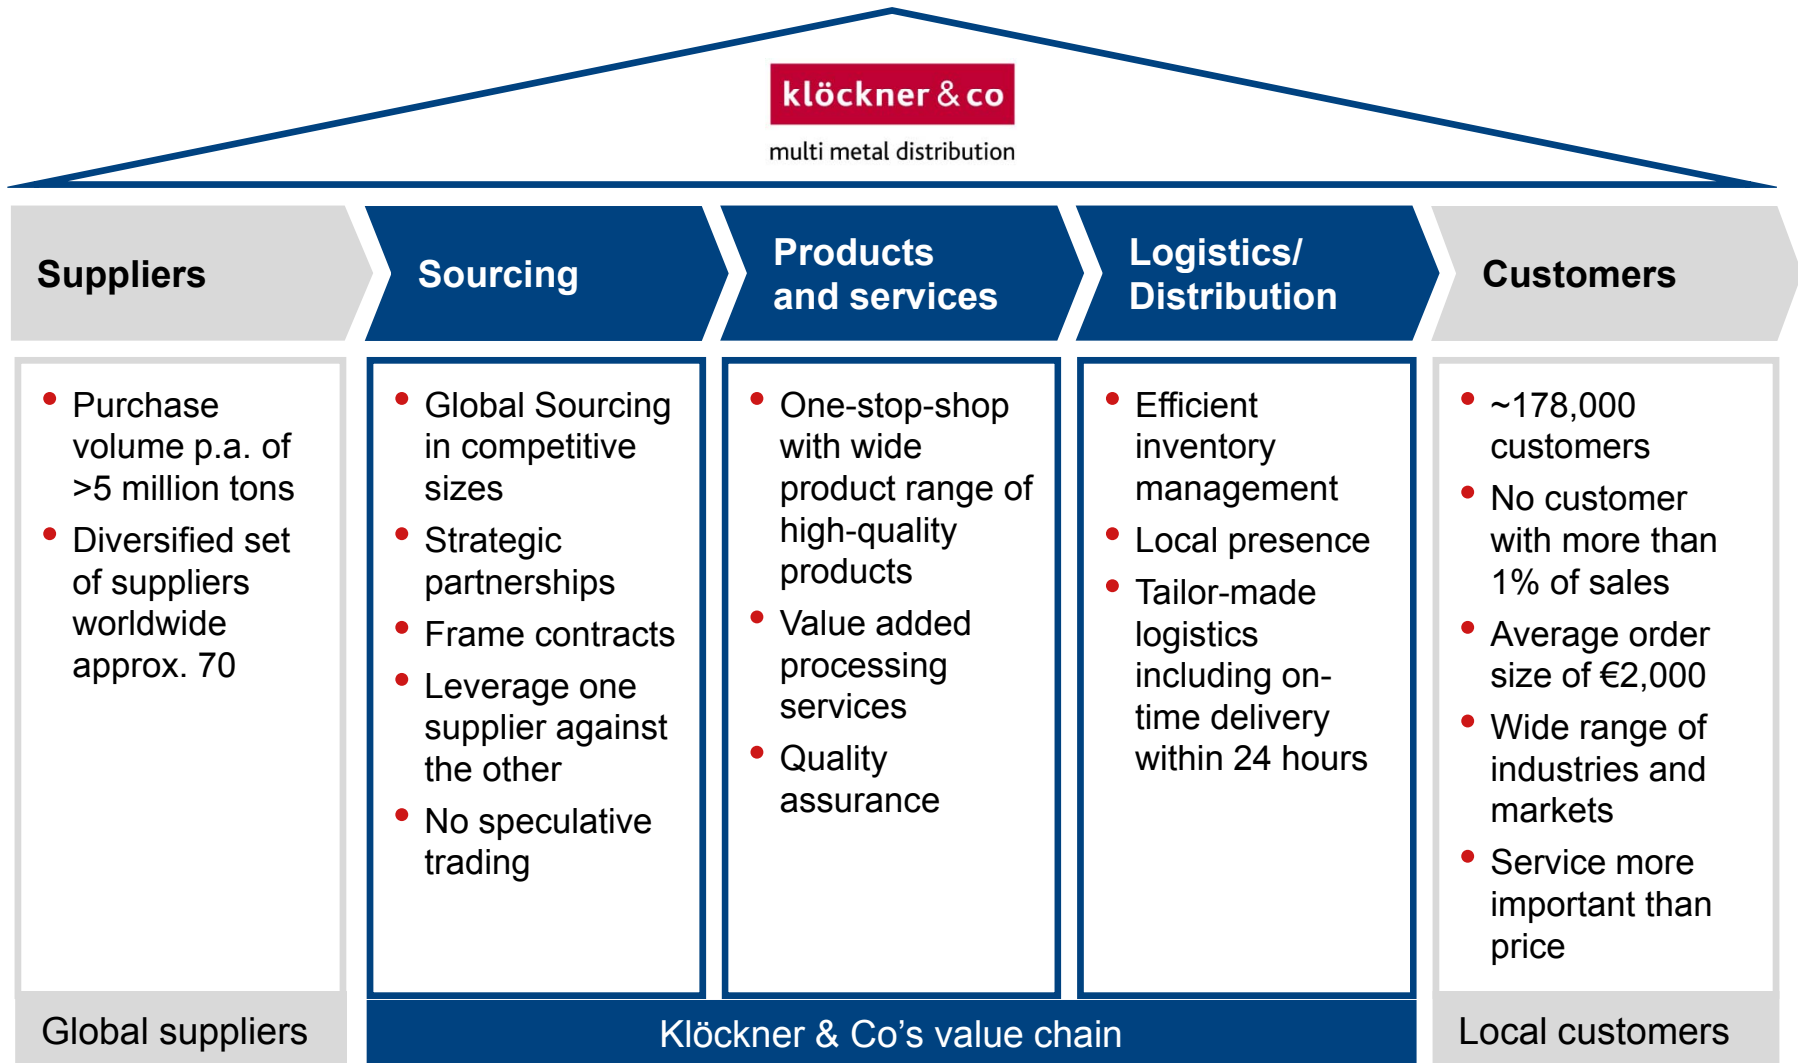 klöckner & co
multi metal distribution
Suppliers
Sourcing
Products
and services
Logistics/
Distribution
Customers
• Purchase
volume p.a. of
>5 million tons
• Diversified set
of suppliers
worldwide
approx. 70
• Global Sourcing
in competitive
sizes
• Strategic
partnerships
• Frame contracts
• Leverage one
supplier against
the other
• No speculative
trading
• One-stop-shop
with wide
product range of
high-quality
products
• Value added
processing
services
• Quality
assurance
• Efficient
inventory
management
• Local presence
• Tailor-made
logistics
including on-
time delivery
within 24 hours
• ~178,000
customers
• No customer
with more than
1% of sales
• Average order
size of €2,000
• Wide range of
industries and
markets
• Service more
important than
price
Global suppliers
Klöckner & Co’s value chain
Local customers